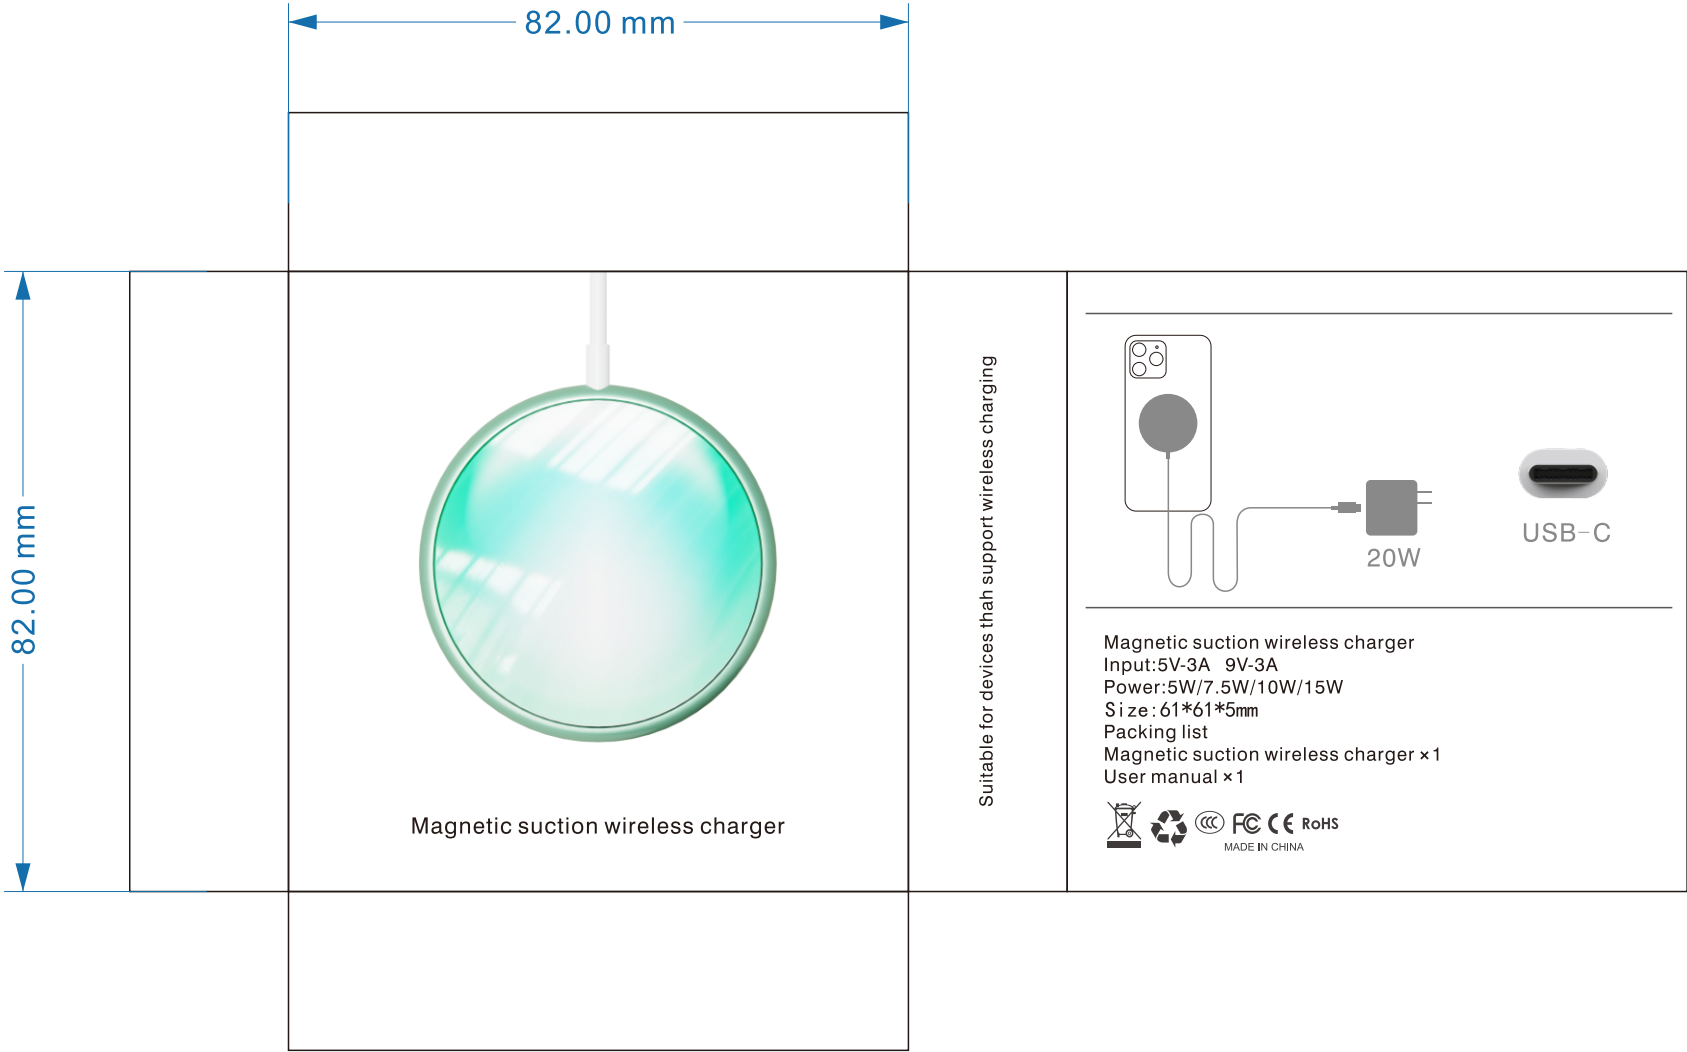 82.00 mm
82.00 mm
Magnetic suction wireless charger
Suitable for devices thah support wireless charging
20W
USB-C
Magnetic suction wireless charger
Input:5V-3A 9V-3A
Power:5W/7.5W/10W/15W
Size:61*61*5mm
Packing list
Magnetic suction wireless charger ×1
User manual ×1
CCC FC CE RoHS
MADE IN CHINA